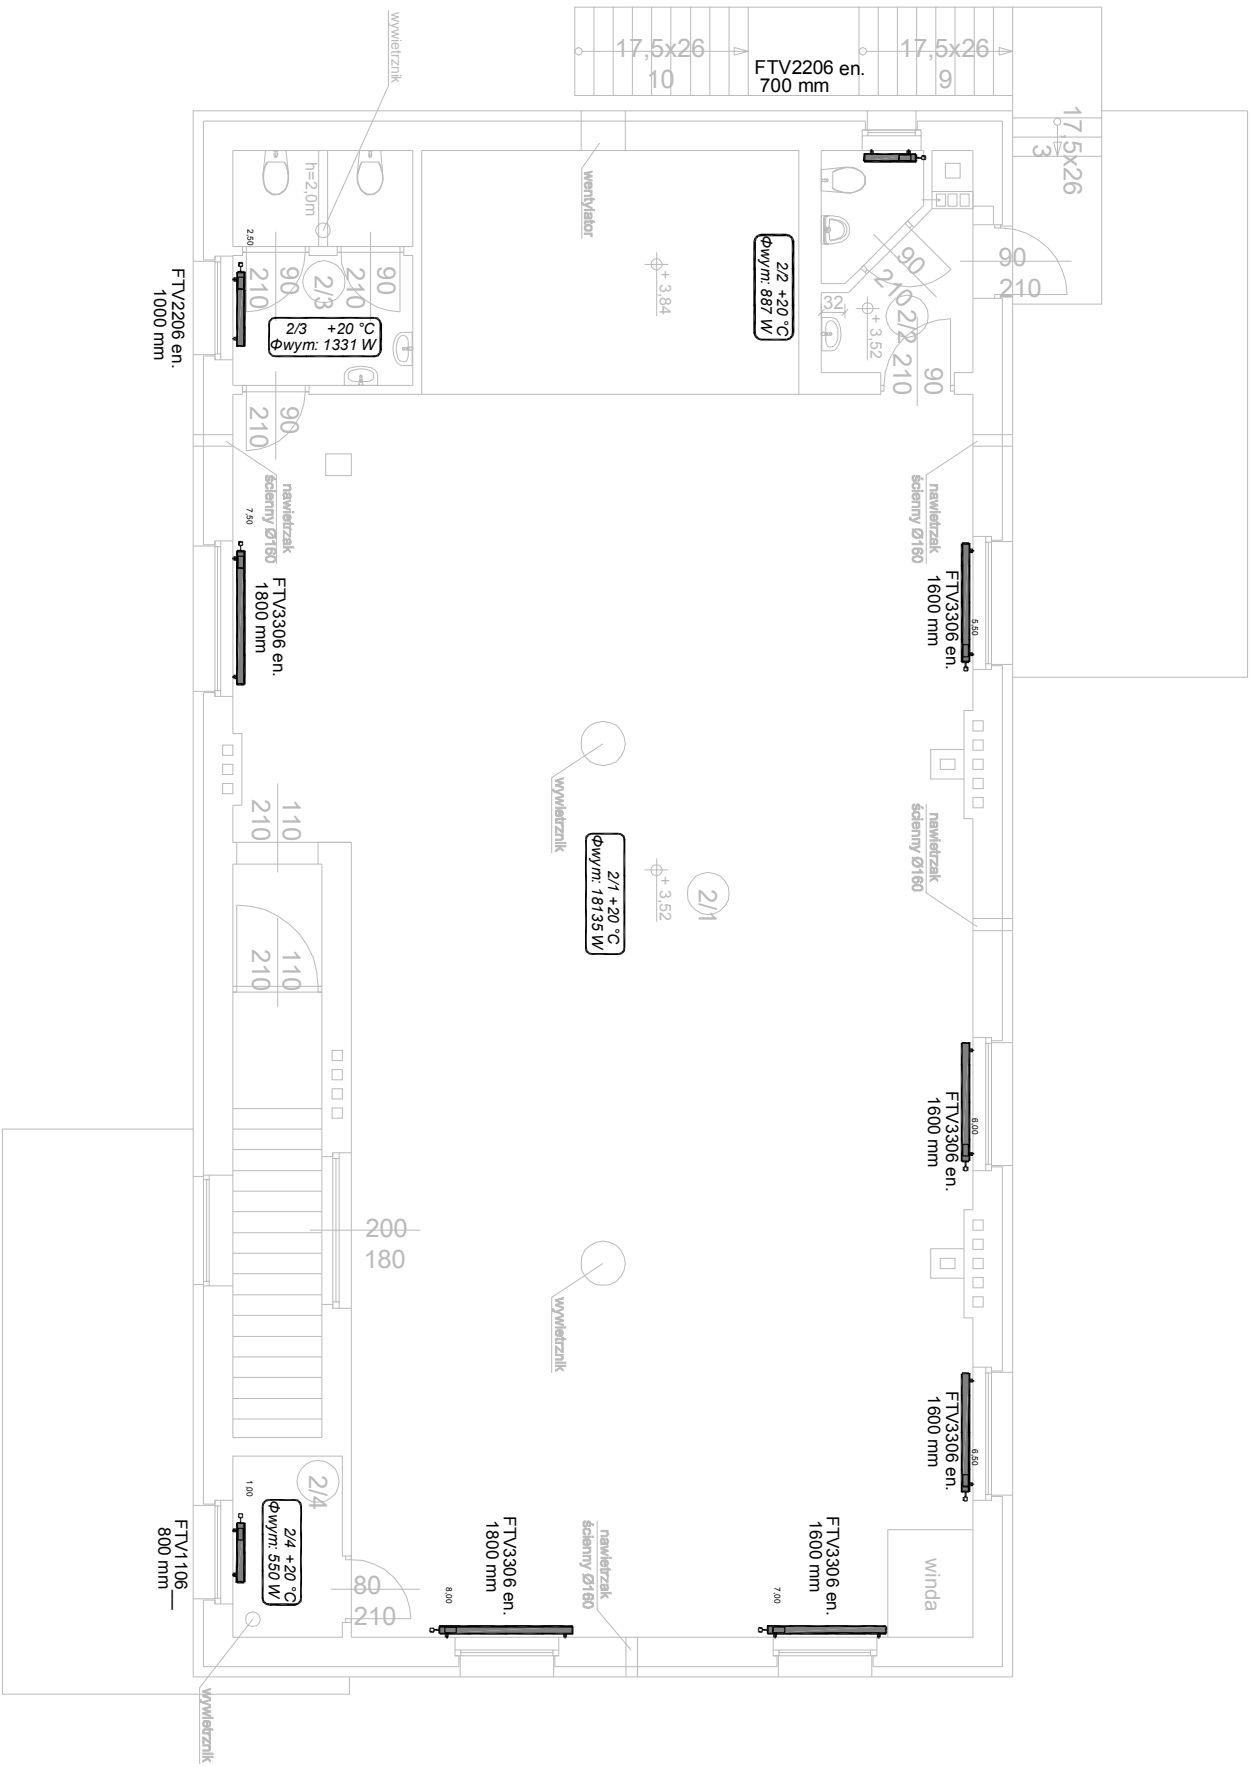 wywietrznik
17,5x26
10
FTV2206 en.
700 mm
17,5x26
9
17,5x26
3
h=2,0m
wentylator
+ 3,84
2/2 +20 °C
Φwym: 887 W
90
210
90
210
2/2
32
+ 3,52
90
210
2,50
90
210
2/3
90
210
2/3 +20 °C
Φwym: 1331 W
FTV2206 en.
1000 mm
90
210
nawietrzak
ścienny Ø160
nawietrzak
ścienny Ø160
7,50
FTV3306 en.
1800 mm
5,50
FTV3306 en.
1600 mm
wywietrznik
110
210
nawietrzak
ścienny Ø160
2/1 +20 °C
Φwym: 18135 W
+ 3,52
2/1
110
210
6,00
FTV3306 en.
1600 mm
200
180
wywietrznik
6,50
FTV3306 en.
1600 mm
2/4
1,00
2/4 +20 °C
Φwym: 550 W
FTV1106
800 mm
80
210
8,00
FTV3306 en.
1800 mm
nawietrzak
ścienny Ø160
7,00
FTV3306 en.
1600 mm
winda
wywietrznik